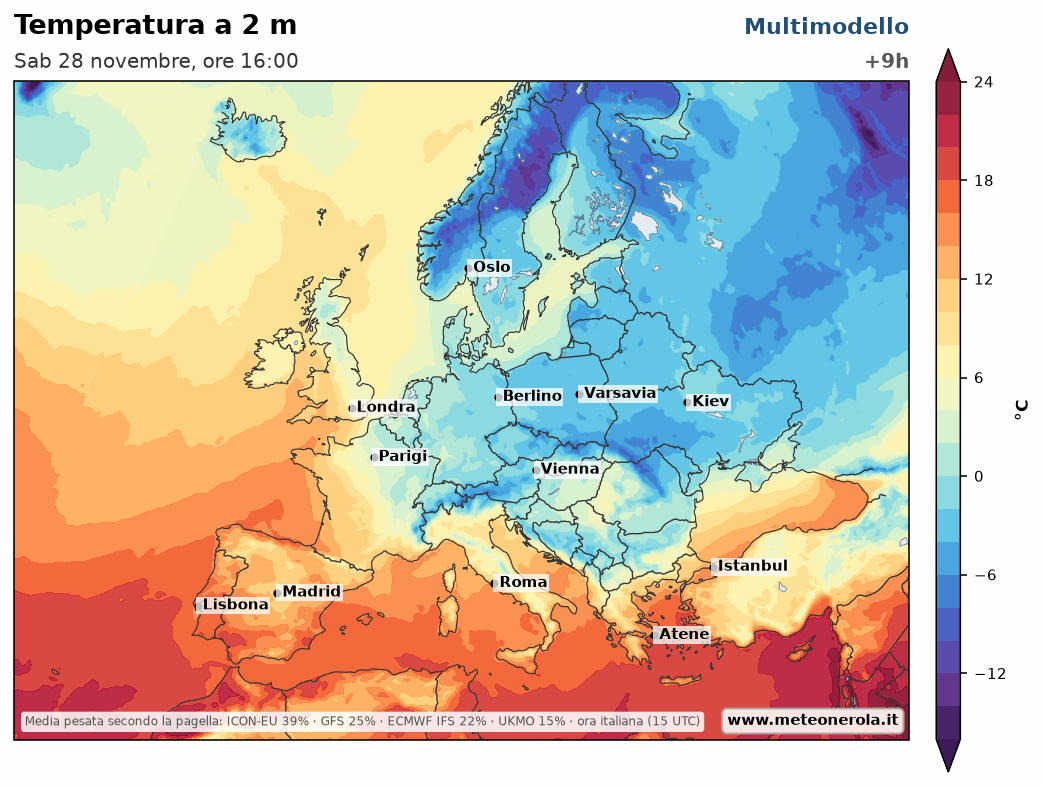 Temperatura a 2 m
Multimodello
Sab 28 novembre, ore 16:00
+9h
24
18
12
6
0
−6
−12
°C
Oslo
Londra
Berlino
Varsavia
Kiev
Parigi
Vienna
Istanbul
Roma
Madrid
Lisbona
Atene
Media pesata secondo la pagella: ICON-EU 39% · GFS 25% · ECMWF IFS 22% · UKMO 15% · ora italiana (15 UTC)
www.meteonerola.it